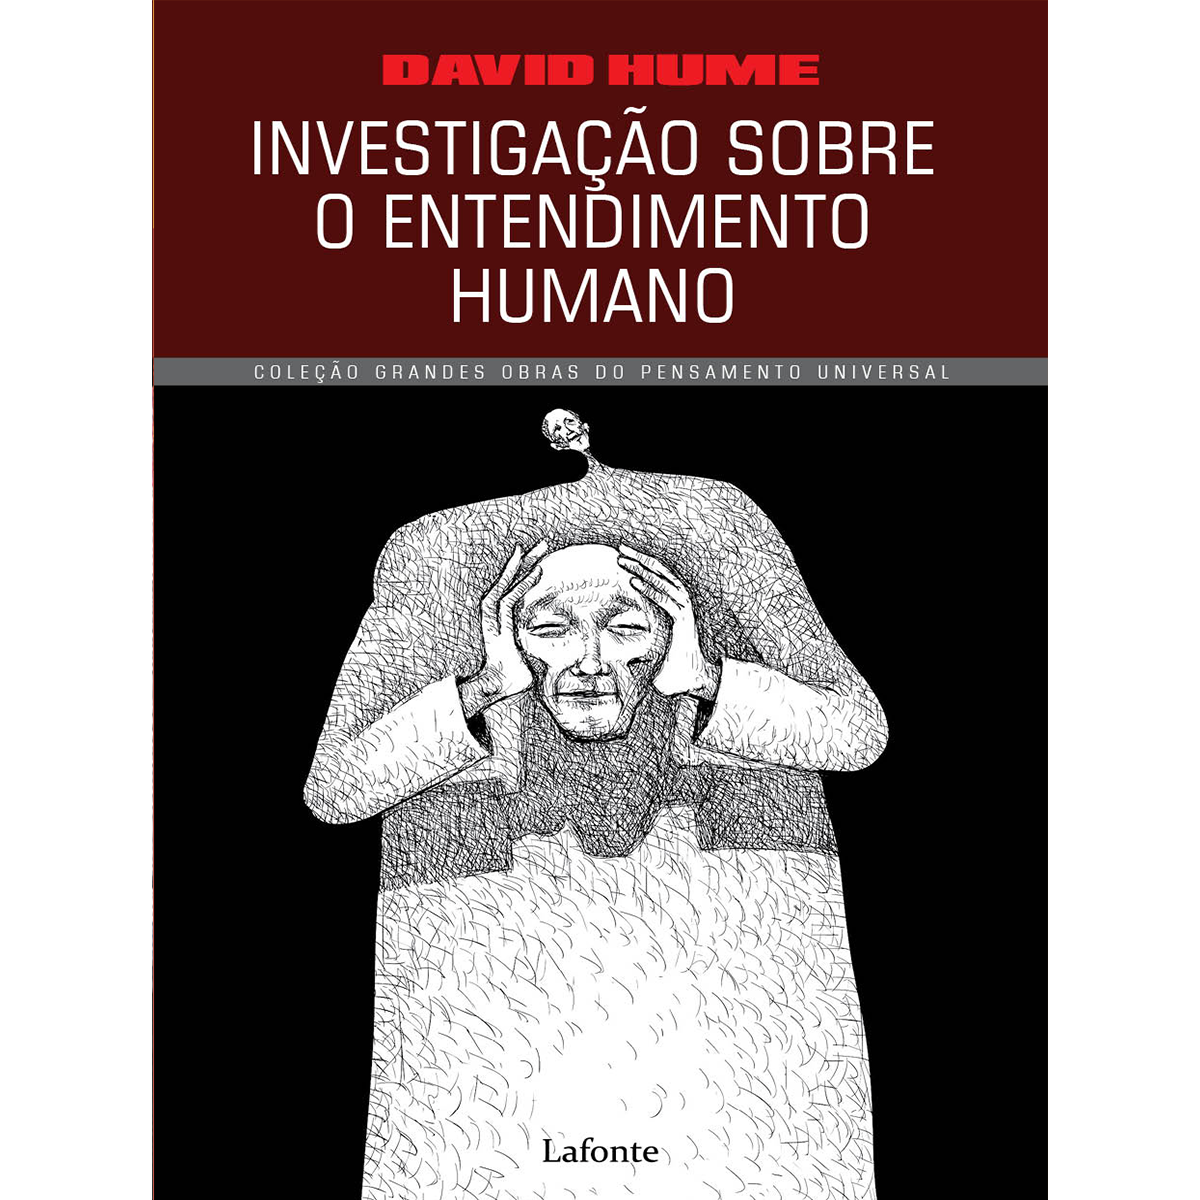 DAVID HUME
INVESTIGAÇÃO SOBRE
O ENTENDIMENTO
HUMANO
COLEÇÃO GRANDES OBRAS DO PENSAMENTO UNIVERSAL
Lafonte